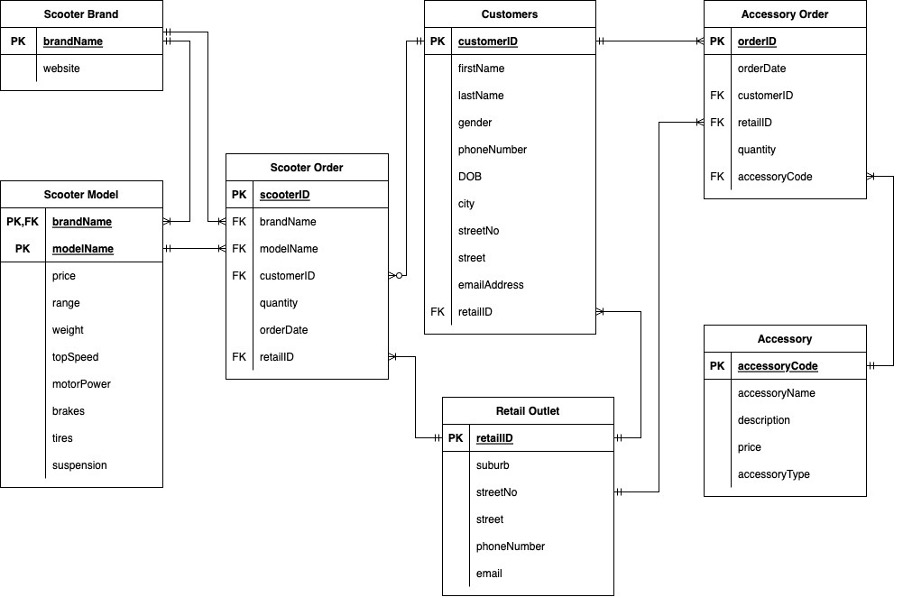 Scooter Brand
PK brandName
website
Scooter Model
PK,FK brandName
PK modelName
price
range
weight
topSpeed
motorPower
brakes
tires
suspension
Scooter Order
PK scooterID
FK brandName
FK modelName
FK customerID
quantity
orderDate
FK retailID
Customers
PK customerID
firstName
lastName
gender
phoneNumber
DOB
city
streetNo
street
emailAddress
FK retailID
Retail Outlet
PK retailID
suburb
streetNo
street
phoneNumber
email
Accessory Order
PK orderID
orderDate
FK customerID
FK retailID
quantity
FK accessoryCode
Accessory
PK accessoryCode
accessoryName
description
price
accessoryType